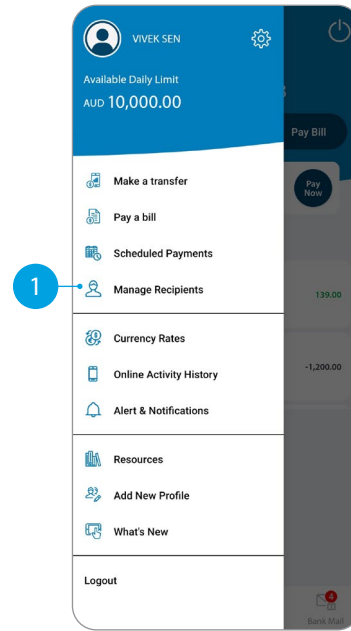 VIVEK SEN
Available Daily Limit
AUD 10,000.00
Pay Bill
Make a transfer
Pay Now
Pay a bill
Scheduled Payments
1
Manage Recipients
139.00
Currency Rates
-1,200.00
Online Activity History
Alert & Notifications
Resources
Add New Profile
What's New
Logout
4
Bank Mail